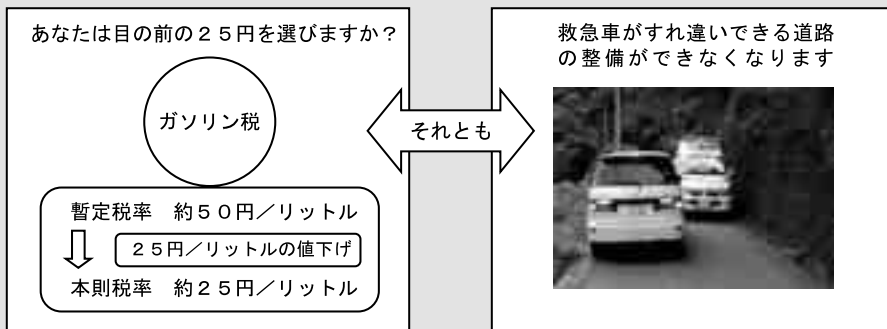 あなたは目の前の２５円を選びますか？
ガソリン税
暫定税率　約５０円／リットル
２５円／リットルの値下げ
本則税率　約２５円／リットル
それとも
救急車がすれ違いできる道路
の整備ができなくなります